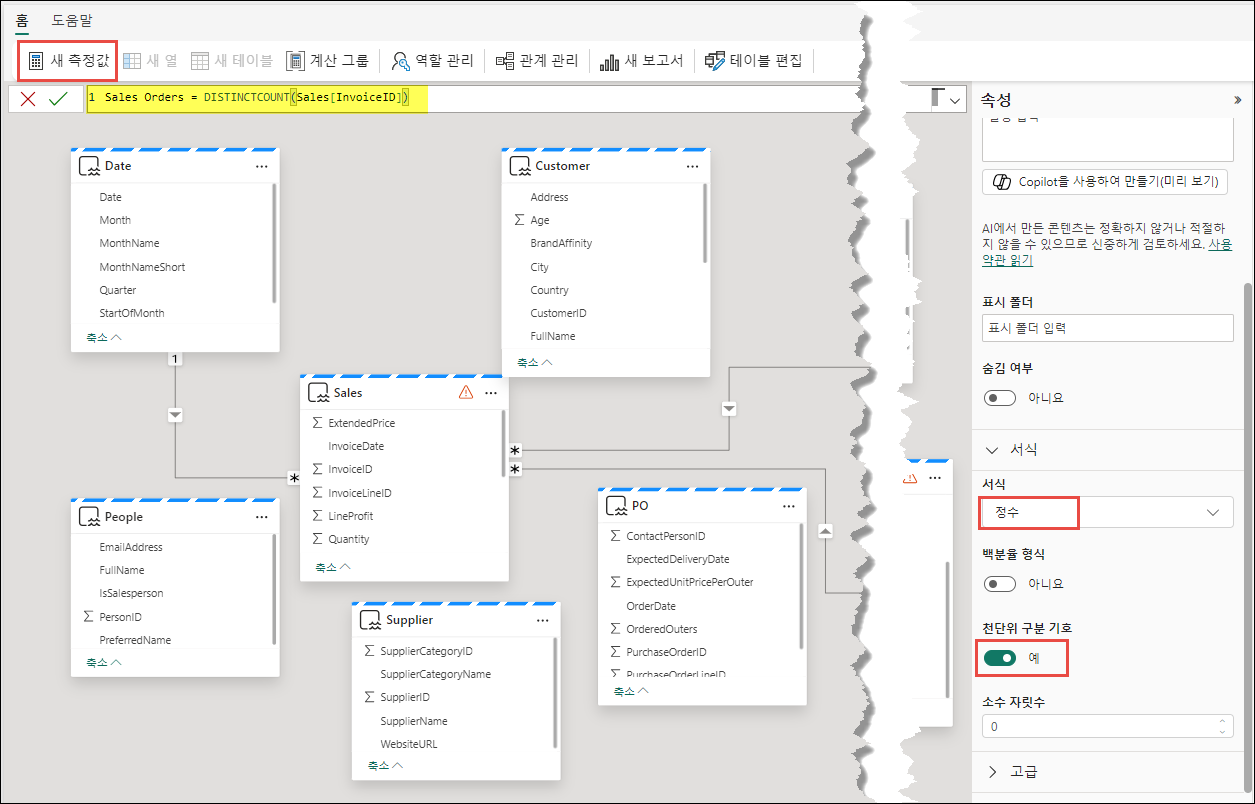 홈 도움말
새 측정값 새 열 새 테이블 계산 그룹 역할 관리 관계 관리 새 보고서 테이블 편집
1 Sales Orders = DISTINCTCOUNT(Sales[InvoiceID])
Date
Date
Month
MonthName
MonthNameShort
Quarter
StartOfMonth
축소
Customer
Address
Age
BrandAffinity
City
Country
CustomerID
FullName
축소
1
Sales
ExtendedPrice
InvoiceDate
InvoiceID
InvoiceLineID
LineProfit
Quantity
축소
*
*
*
People
EmailAddress
FullName
IsSalesperson
PersonID
PreferredName
축소
Supplier
SupplierCategoryID
SupplierCategoryName
SupplierID
SupplierName
WebsiteURL
축소
PO
ContactPersonID
ExpectedDeliveryDate
ExpectedUnitPricePerOuter
OrderDate
OrderedOuters
PurchaseOrderID
PurchaseOrderLineID
축소
속성
Copilot을 사용하여 만들기(미리 보기)
AI에서 만든 콘텐츠는 정확하지 않거나 적절하
지 않을 수 있으므로 신중하게 검토하세요. 사용
약관 읽기
표시 폴더
표시 폴더 입력
숨김 여부
아니요
서식
서식
정수
백분율 형식
아니요
천단위 구분 기호
예
소수 자릿수
0
고급